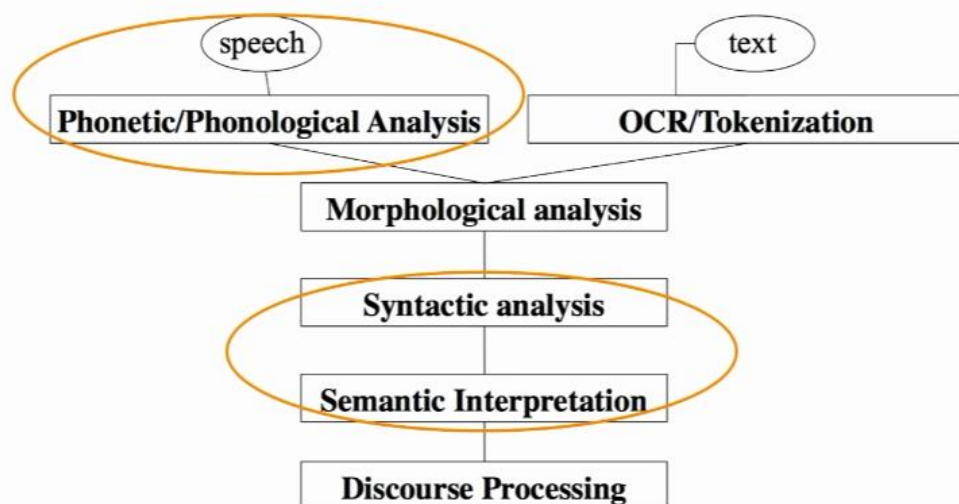 speech
text
Phonetic/Phonological Analysis
OCR/Tokenization
Morphological analysis
Syntactic analysis
Semantic Interpretation
Discourse Processing